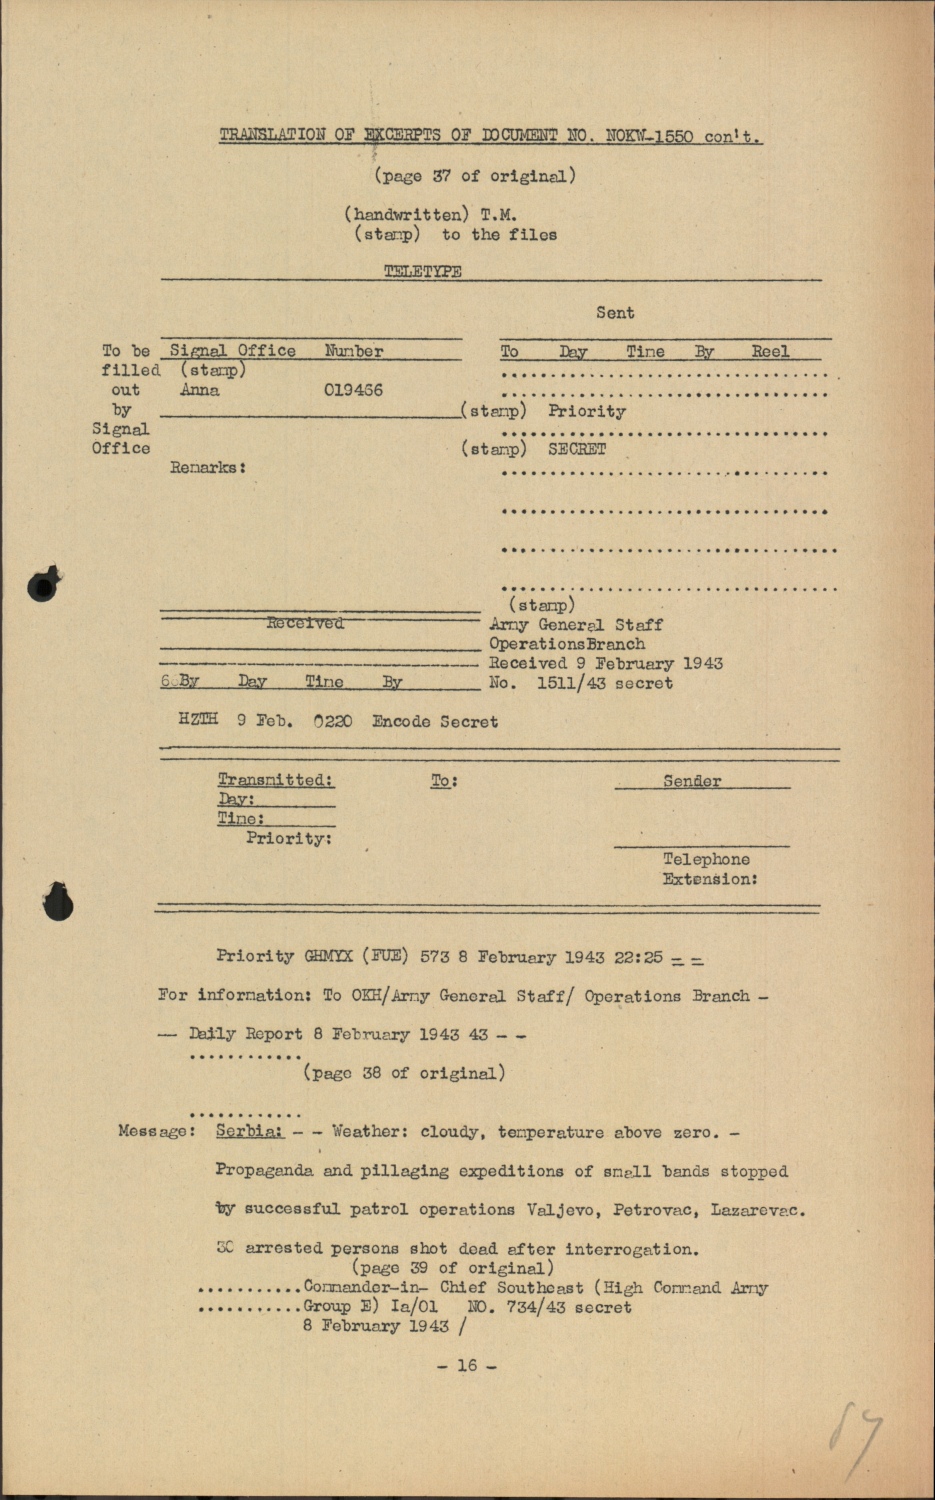 TRANSLATION OF EXCERPTS OF DOCUMENT NO. NOKW-1550 con't.
(page 37 of original)
(handwritten) T.M.
(stamp) to the files
TELETYPE
Sent
To be Signal Office Number To Day Time By Reel
filled (stamp)
out Anna 019466
by (stamp) Priority
Signal
Office (stamp) SECRET
Remarks:
(stamp)
Received Army General Staff
OperationsBranch
Received 9 February 1943
By Day Time By No. 1511/43 secret
HZTH 9 Feb. 0220 Encode Secret
Transmitted: To: Sender
Day:
Time:
Priority:
Telephone
Extension:
Priority GHMYX (FUE) 573 8 February 1943 22:25 = =
For information: To OKH/Army General Staff/ Operations Branch -
-- Daily Report 8 February 1943 43 - -
............
(page 38 of original)
............
Message: Serbia: - - Weather: cloudy, temperature above zero. -
Propaganda and pillaging expeditions of small bands stopped
by successful patrol operations Valjevo, Petrovac, Lazarevac.
30 arrested persons shot dead after interrogation.
(page 39 of original)
...........Commander-in- Chief Southeast (High Command Army
...........Group E) Ia/01 NO. 734/43 secret
8 February 1943 /
- 16 -